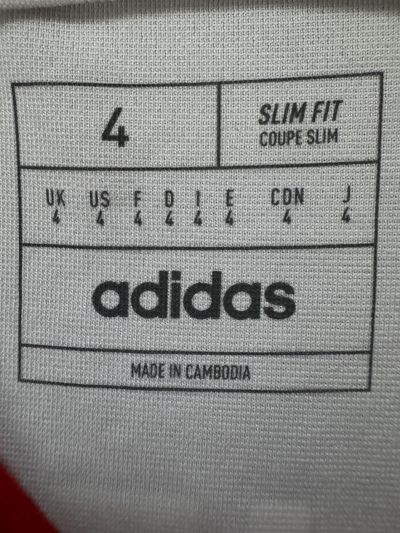 4
SLIM FIT
COUPE SLIM
UK US F D I E CDN J
4 4 4 4 4 4 4 4
adidas
MADE IN CAMBODIA